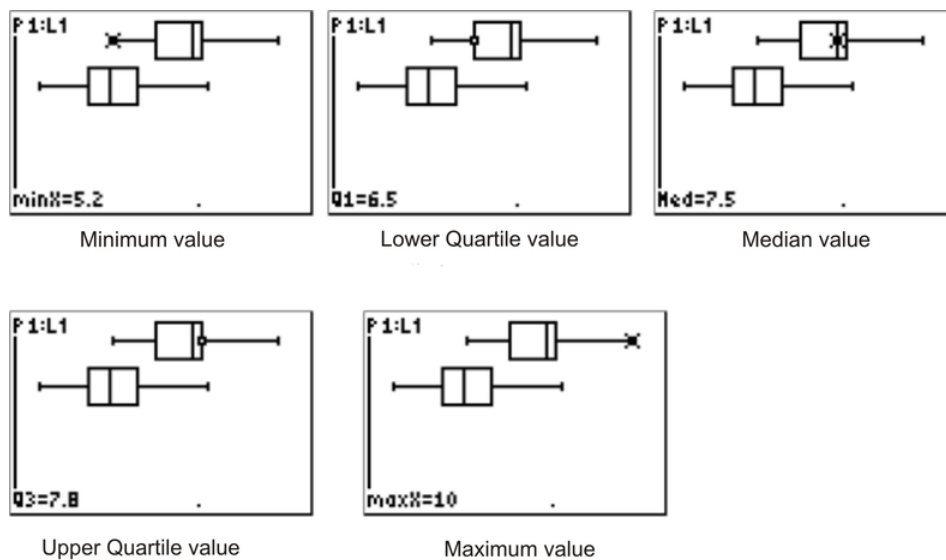 P1:L1
P1:L1
P1:L1
minX=5.2
Q1=6.5
Med=7.5
Minimum value
Lower Quartile value
Median value
P1:L1
P1:L1
Q3=7.8
maxX=10
Upper Quartile value
Maximum value